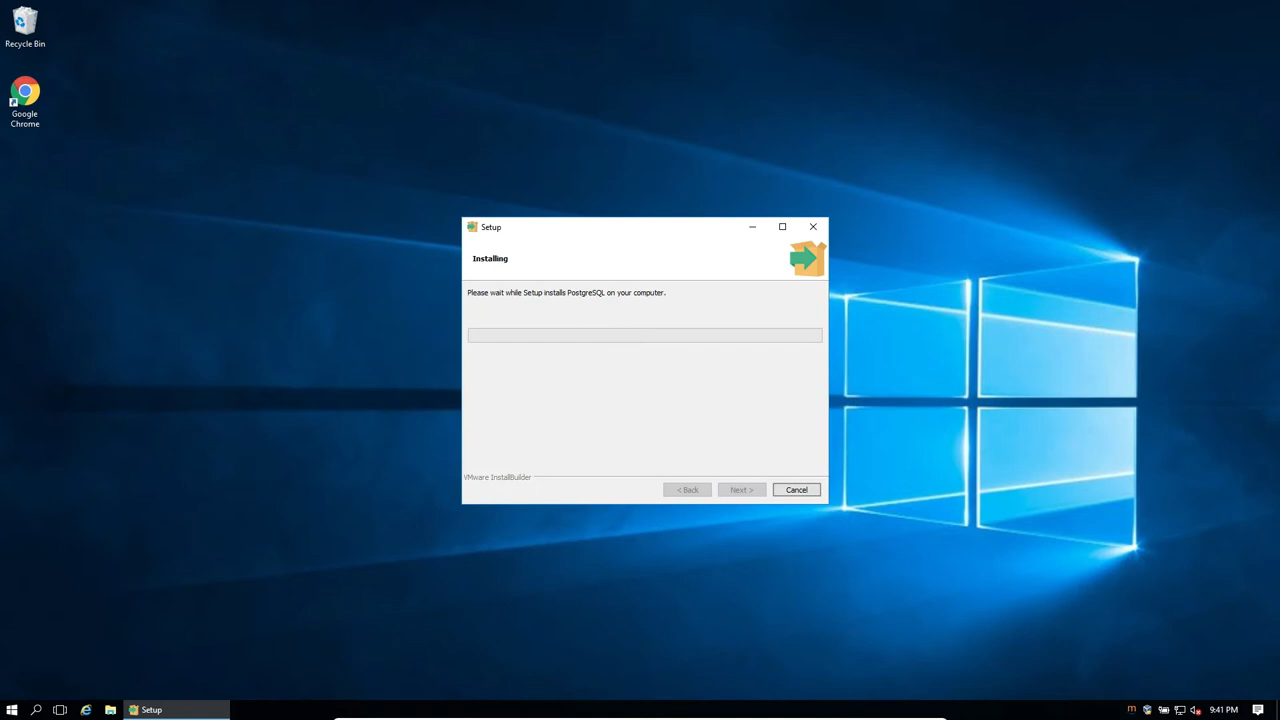 Recycle Bin
Google
Chrome
Setup
Installing
Please wait while Setup installs PostgreSQL on your computer.
VMware InstallBuilder
< Back
Next >
Cancel
Setup
9:41 PM